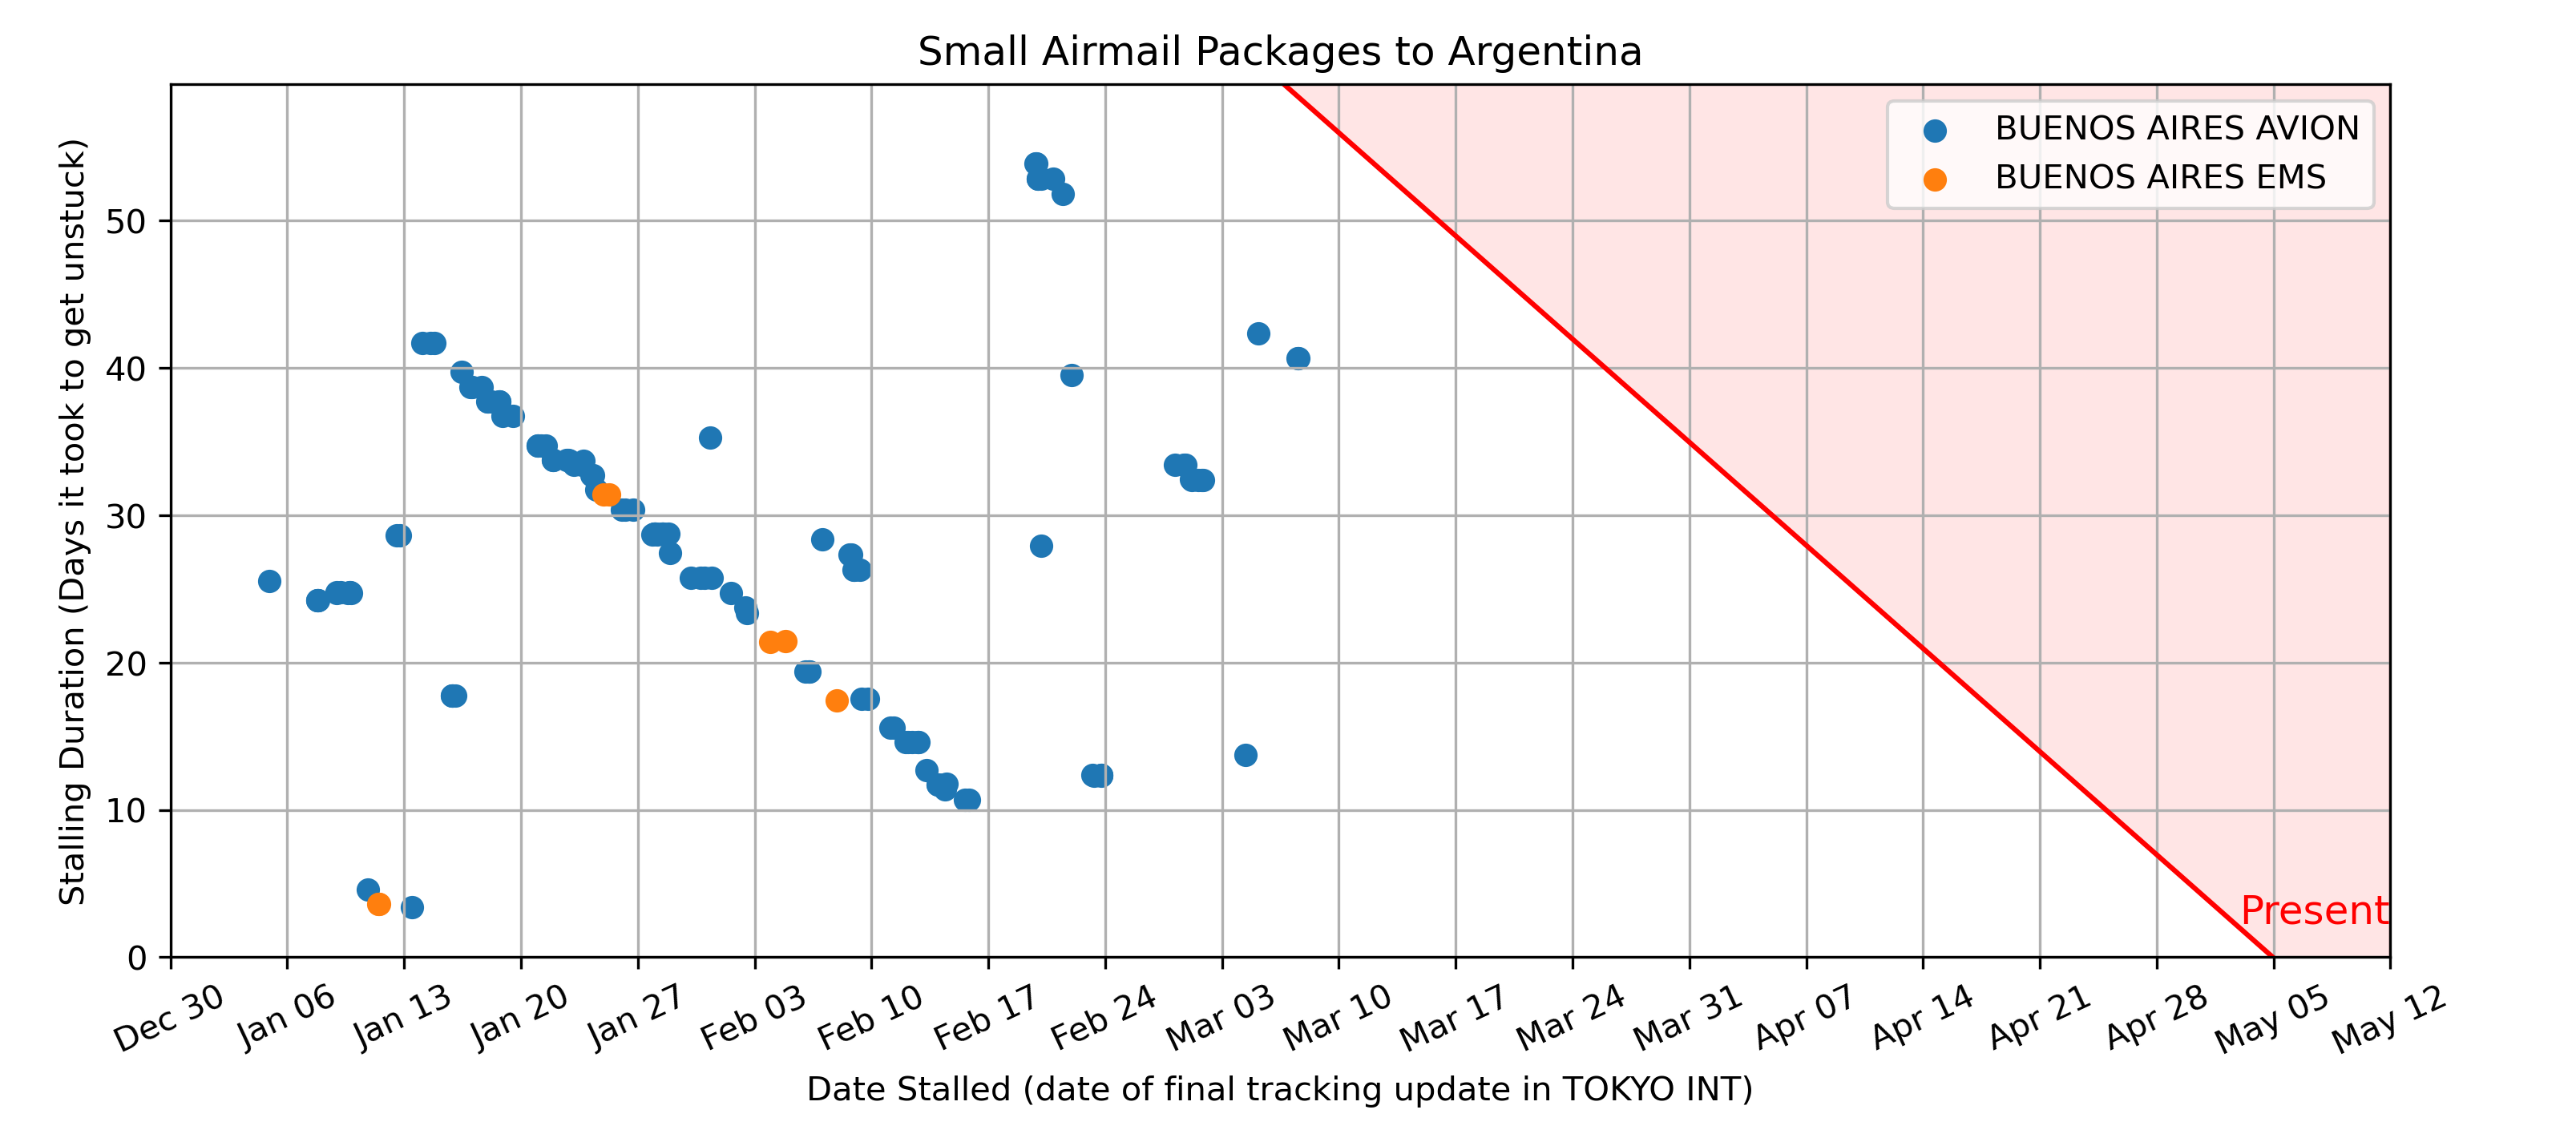 Small Airmail Packages to Argentina
BUENOS AIRES AVION
BUENOS AIRES EMS
Stalling Duration (Days it took to get unstuck)
50
40
30
20
10
0
Present
Dec 30
Jan 06
Jan 13
Jan 20
Jan 27
Feb 03
Feb 10
Feb 17
Feb 24
Mar 03
Mar 10
Mar 17
Mar 24
Mar 31
Apr 07
Apr 14
Apr 21
Apr 28
May 05
May 12
Date Stalled (date of final tracking update in TOKYO INT)